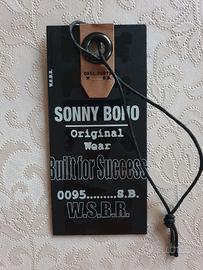 W.S.B.R.
SONNY BONO
Original
Wear
Built for Success
0095.........S.B.
W.S.B.R.